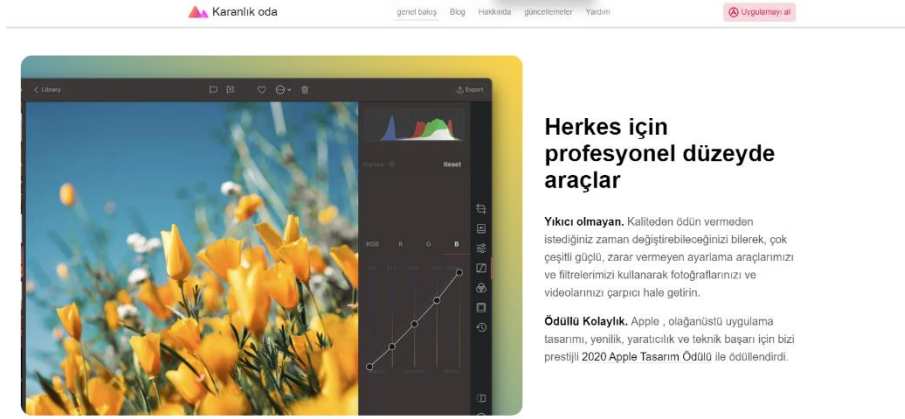 Karanlık oda
genel bakış Blog Hakkında güncellemeler Yardım
Uygulamayı al
Library
Export
Curves
Reset
RGB R G B
Herkes için
profesyonel düzeyde
araçlar
Yıkıcı olmayan. Kaliteden ödün vermeden
istediğiniz zaman değiştirebileceğinizi bilerek, çok
çeşitli güçlü, zarar vermeyen ayarlama araçlarımızı
ve filtrelerimizi kullanarak fotoğraflarınızı ve
videolarınızı çarpıcı hale getirin.
Ödüllü Kolaylık. Apple , olağanüstü uygulama
tasarımı, yenilik, yaratıcılık ve teknik başarı için bizi
prestijli 2020 Apple Tasarım Ödülü ile ödüllendirdi.